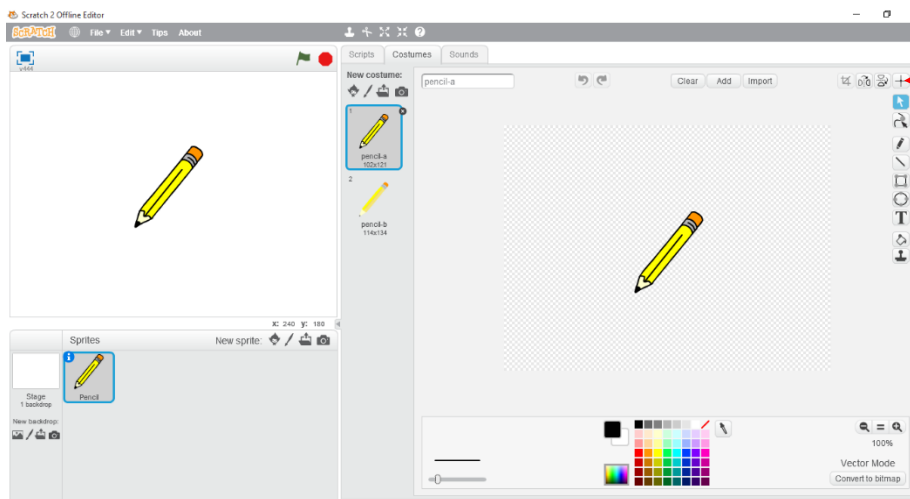 Scratch 2 Offline Editor
SCRATCH File Edit Tips About
v444
Scripts Costumes Sounds
New costume:
pencil-a
Clear Add Import
1
pencil-a
102x121
2
pencil-b
114x134
T
X: 240 Y: 180
Sprites New sprite:
Stage
1 backdrop
Pencil
New backdrop:
100%
Vector Mode
Convert to bitmap